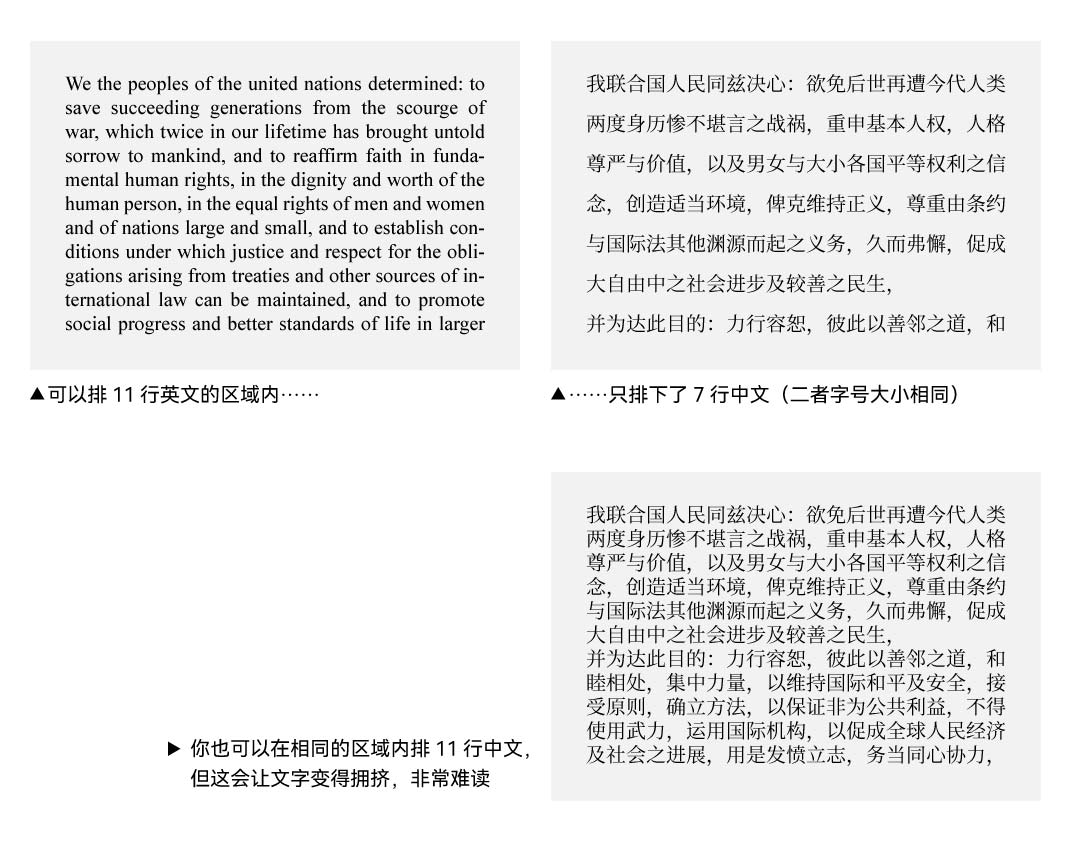 We the peoples of the united nations determined: to
save succeeding generations from the scourge of
war, which twice in our lifetime has brought untold
sorrow to mankind, and to reaffirm faith in funda-
mental human rights, in the dignity and worth of the
human person, in the equal rights of men and women
and of nations large and small, and to establish con-
ditions under which justice and respect for the obli-
gations arising from treaties and other sources of in-
ternational law can be maintained, and to promote
social progress and better standards of life in larger
▲可以排 11 行英文的区域内⋯⋯
我联合国人民同兹决心：欲免后世再遭今代人类
两度身历惨不堪言之战祸，重申基本人权，人格
尊严与价值，以及男女与大小各国平等权利之信
念，创造适当环境，俾克维持正义，尊重由条约
与国际法其他渊源而起之义务，久而弗懈，促成
大自由中之社会进步及较善之民生，
并为达此目的：力行容恕，彼此以善邻之道，和
▲⋯⋯只排下了 7 行中文（二者字号大小相同）
▶ 你也可以在相同的区域内排 11 行中文，
但这会让文字变得拥挤，非常难读
我联合国人民同兹决心：欲免后世再遭今代人类
两度身历惨不堪言之战祸，重申基本人权，人格
尊严与价值，以及男女与大小各国平等权利之信
念，创造适当环境，俾克维持正义，尊重由条约
与国际法其他渊源而起之义务，久而弗懈，促成
大自由中之社会进步及较善之民生，
并为达此目的：力行容恕，彼此以善邻之道，和
睦相处，集中力量，以维持国际和平及安全，接
受原则，确立方法，以保证非为公共利益，不得
使用武力，运用国际机构，以促成全球人民经济
及社会之进展，用是发愤立志，务当同心协力，